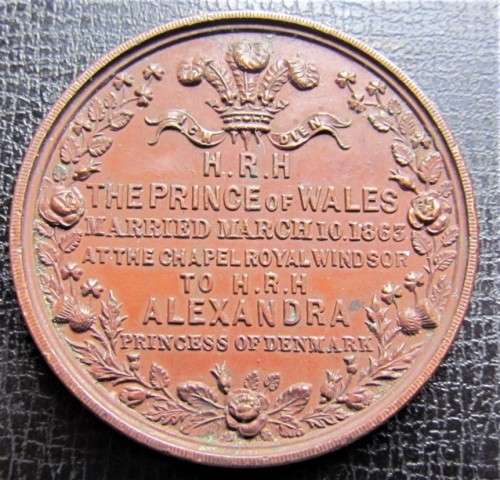 ICH DIEN
H.R.H
THE PRINCE OF WALES
MARRIED MARCH 10.1863
AT THE CHAPEL ROYAL WINDSOR
TO H.R.H
ALEXANDRA
PRINCESS OF DENMARK